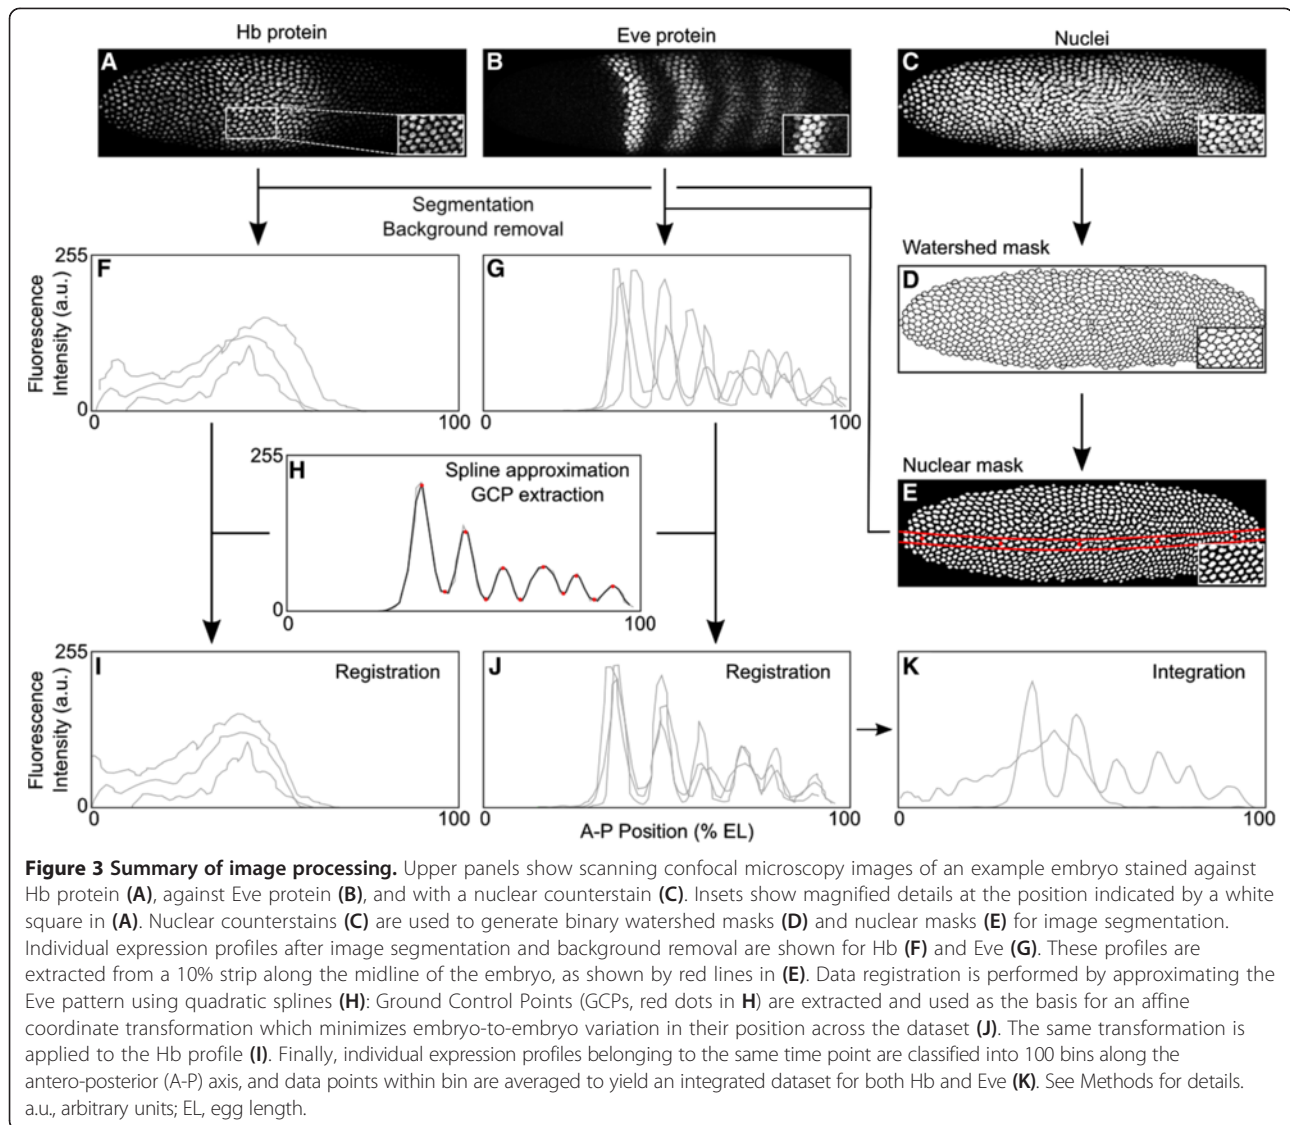 Hb protein
Eve protein
Nuclei
A
B
C
Segmentation
Background removal
Watershed mask
D
255
Fluorescence
Intensity (a.u.)
F
0
0
100
G
0
100
Nuclear mask
E
255
H
Spline approximation
GCP extraction
0
0
100
255
Fluorescence
Intensity (a.u.)
I
Registration
0
0
100
J
Registration
0
100
A-P Position (% EL)
K
Integration
0
100
Figure 3 Summary of image processing. Upper panels show scanning confocal microscopy images of an example embryo stained against
Hb protein (A), against Eve protein (B), and with a nuclear counterstain (C). Insets show magnified details at the position indicated by a white
square in (A). Nuclear counterstains (C) are used to generate binary watershed masks (D) and nuclear masks (E) for image segmentation.
Individual expression profiles after image segmentation and background removal are shown for Hb (F) and Eve (G). These profiles are
extracted from a 10% strip along the midline of the embryo, as shown by red lines in (E). Data registration is performed by approximating the
Eve pattern using quadratic splines (H): Ground Control Points (GCPs, red dots in H) are extracted and used as the basis for an affine
coordinate transformation which minimizes embryo-to-embryo variation in their position across the dataset (J). The same transformation is
applied to the Hb profile (I). Finally, individual expression profiles belonging to the same time point are classified into 100 bins along the
antero-posterior (A-P) axis, and data points within bin are averaged to yield an integrated dataset for both Hb and Eve (K). See Methods for details.
a.u., arbitrary units; EL, egg length.